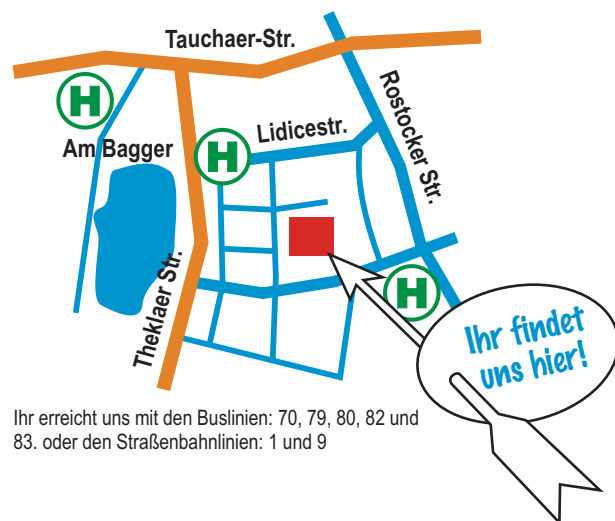 Tauchaer-Str.
H
Rostocker Str.
Lidicestr.
H
Am Bagger
Theklaer Str.
H
Ihr findet
uns hier!
Ihr erreicht uns mit den Buslinien: 70, 79, 80, 82 und
83. oder den Straßenbahnlinien: 1 und 9